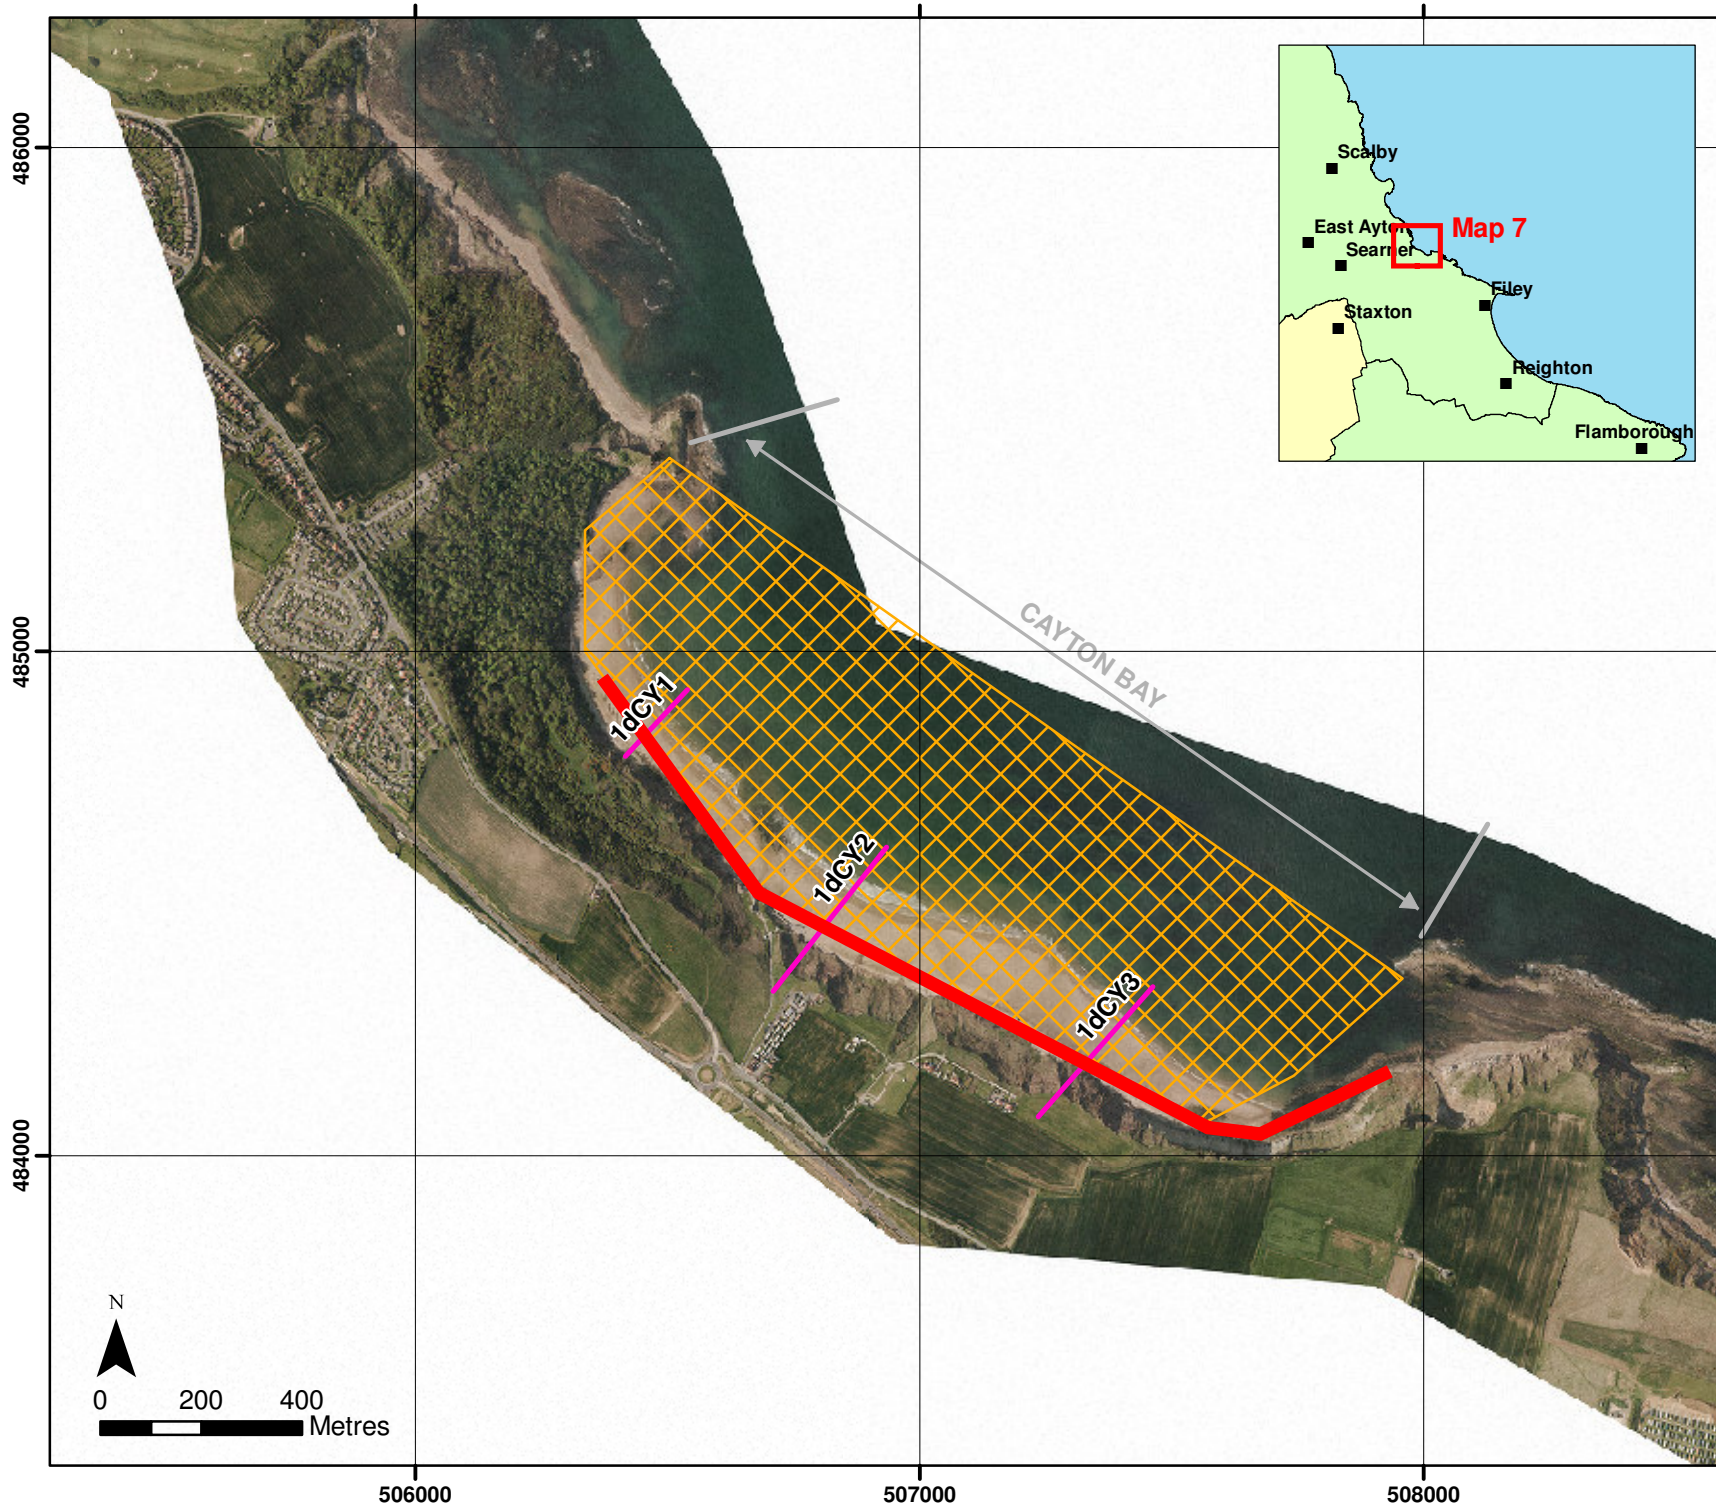 486000
485000
484000
506000
507000
508000
Scalby
East Ayton
Seamer
Map 7
Filey
Staxton
Reighton
Flamborough
CAYTON BAY
1dCY1
1dCY2
1dCY3
N
0 200 400
Metres